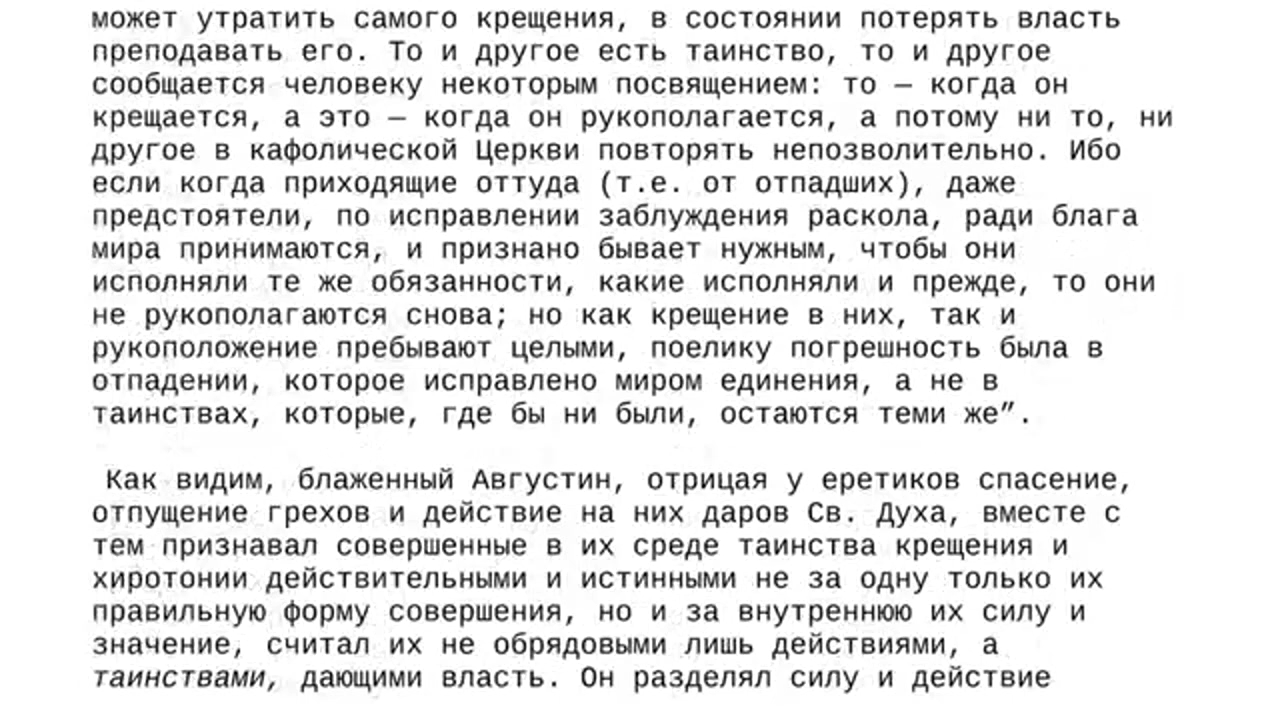 может утратить самого крещения, в состоянии потерять власть
преподавать его. То и другое есть таинство, то и другое
сообщается человеку некоторым посвящением: то — когда он
крещается, а это — когда он рукополагается, а потому ни то, ни
другое в кафолической Церкви повторять непозволительно. Ибо
если когда приходящие оттуда (т.е. от отпадших), даже
предстоятели, по исправлении заблуждения раскола, ради блага
мира принимаются, и признано бывает нужным, чтобы они
исполняли те же обязанности, какие исполняли и прежде, то они
не рукополагаются снова; но как крещение в них, так и
рукоположение пребывают целыми, поелику погрешность была в
отпадении, которое исправлено миром единения, а не в
таинствах, которые, где бы ни были, остаются теми же”.
Как видим, блаженный Августин, отрицая у еретиков спасение,
отпущение грехов и действие на них даров Св. Духа, вместе с
тем признавал совершенные в их среде таинства крещения и
хиротонии действительными и истинными не за одну только их
правильную форму совершения, но и за внутреннюю их силу и
значение, считал их не обрядовыми лишь действиями, а
таинствами, дающими власть. Он разделял силу и действие